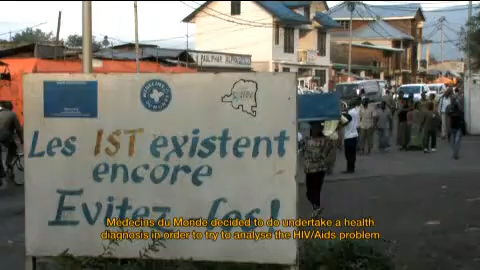 Les IST existent
encore
Evitez - les!
Médecins du Monde decided to do undertake a health
diagnosis in order to try to analyse the HIV/Aids problem